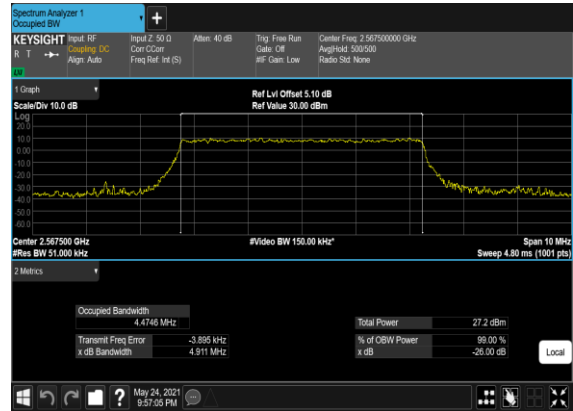 Spectrum Analyzer 1
Occupied BW
KEYSIGHT Input: RF Input Z: 50 Ω Atten: 40 dB Trig: Free Run Center Freq: 2.567500000 GHz
R T Coupling: DC Corr CCorr Gate: Off Avg|Hold: 500/500
Align: Auto Freq Ref: Int (S) #IF Gain: Low Radio Std: None
1 Graph
Ref Lvl Offset 5.10 dB
Scale/Div 10.0 dB Ref Value 30.00 dBm
Log
20.0
10.0
0.00
-10.0
-20.0
-30.0
-40.0
-50.0
-60.0
Center 2.567500 GHz #Video BW 150.00 kHz* Span 10 MHz
#Res BW 51.000 kHz Sweep 4.80 ms (1001 pts)
2 Metrics
Occupied Bandwidth
4.4746 MHz Total Power 27.2 dBm
Transmit Freq Error -3.895 kHz % of OBW Power 99.00 %
x dB Bandwidth 4.911 MHz x dB -26.00 dB
Local
? May 24, 2021
9:57:05 PM